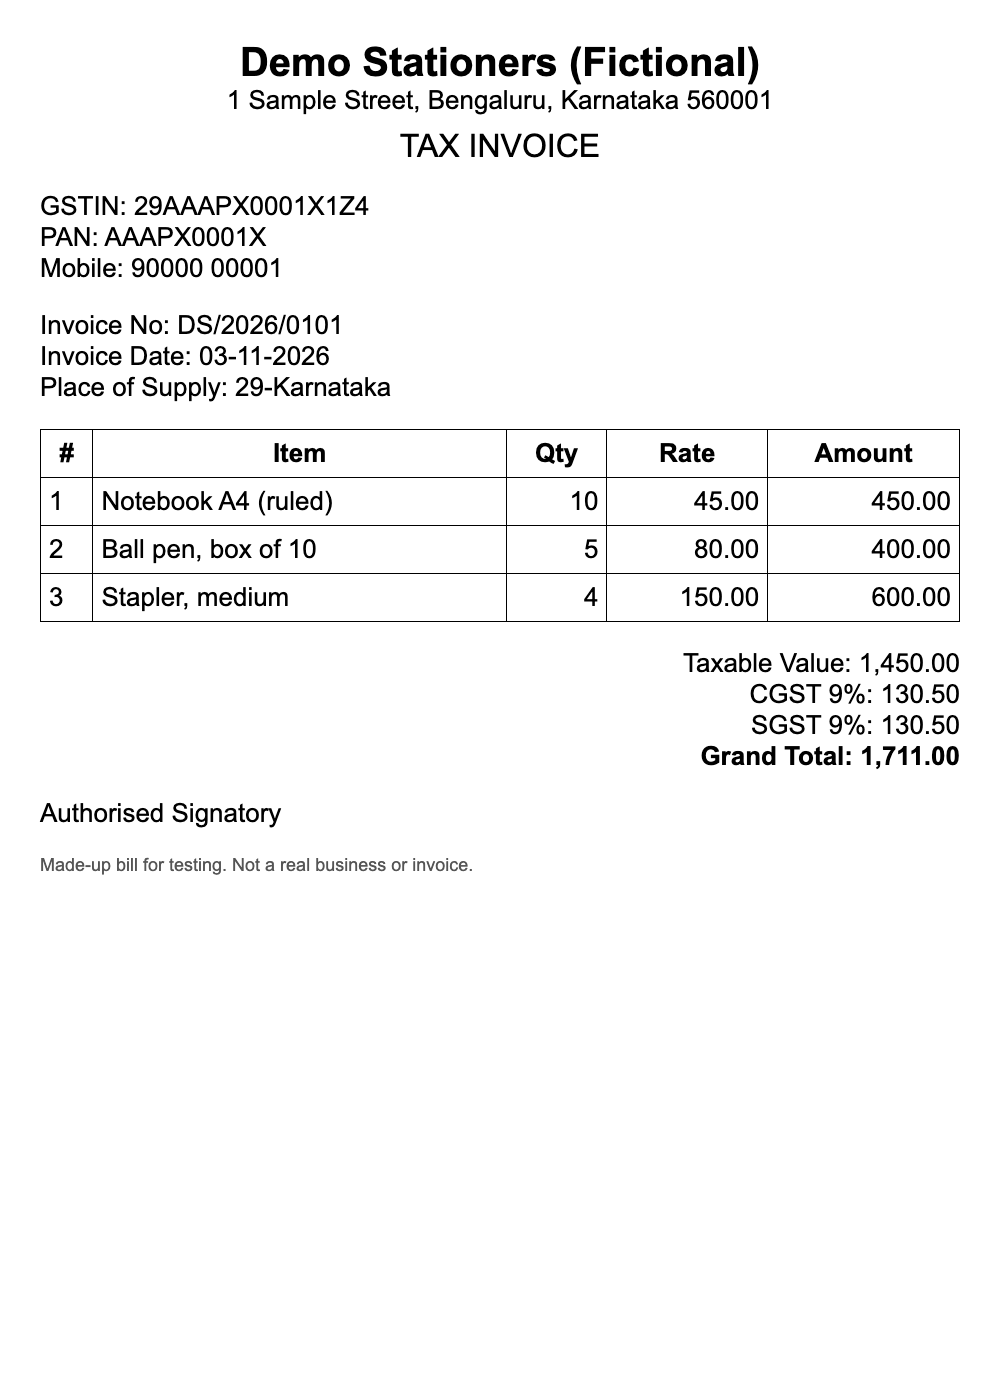 Demo Stationers (Fictional)
1 Sample Street, Bengaluru, Karnataka 560001
TAX INVOICE
GSTIN: 29AAAPX0001X1Z4
PAN: AAAPX0001X
Mobile: 90000 00001
Invoice No: DS/2026/0101
Invoice Date: 03-11-2026
Place of Supply: 29-Karnataka
# Item Qty Rate Amount
1 Notebook A4 (ruled) 10 45.00 450.00
2 Ball pen, box of 10 5 80.00 400.00
3 Stapler, medium 4 150.00 600.00
Taxable Value: 1,450.00
CGST 9%: 130.50
SGST 9%: 130.50
Grand Total: 1,711.00
Authorised Signatory
Made-up bill for testing. Not a real business or invoice.